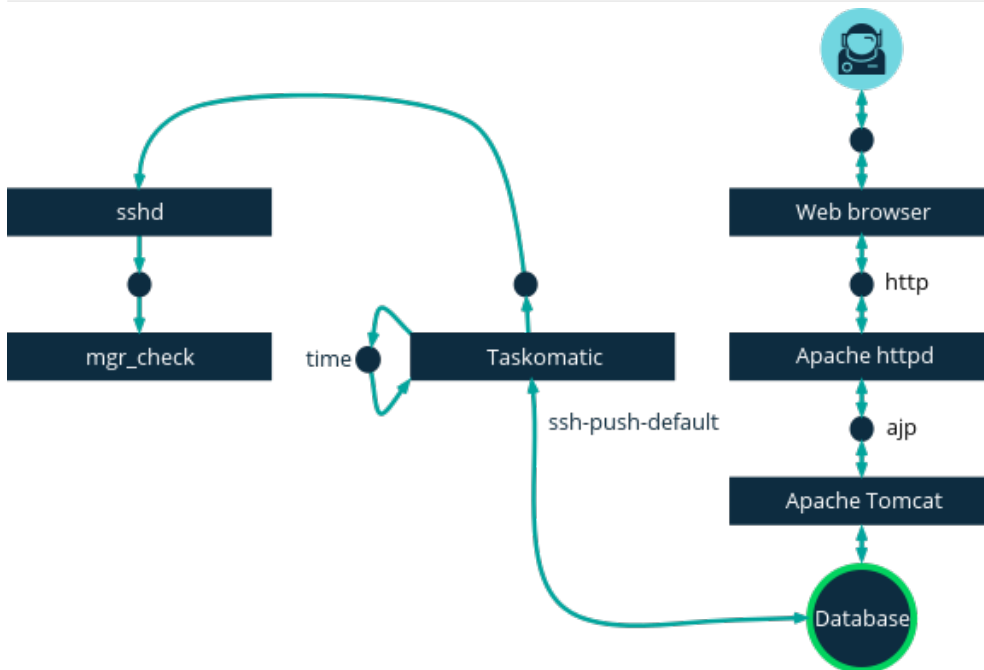 sshd
Web browser
http
mgr_check
time
Taskomatic
Apache httpd
ssh-push-default
ajp
Apache Tomcat
Database